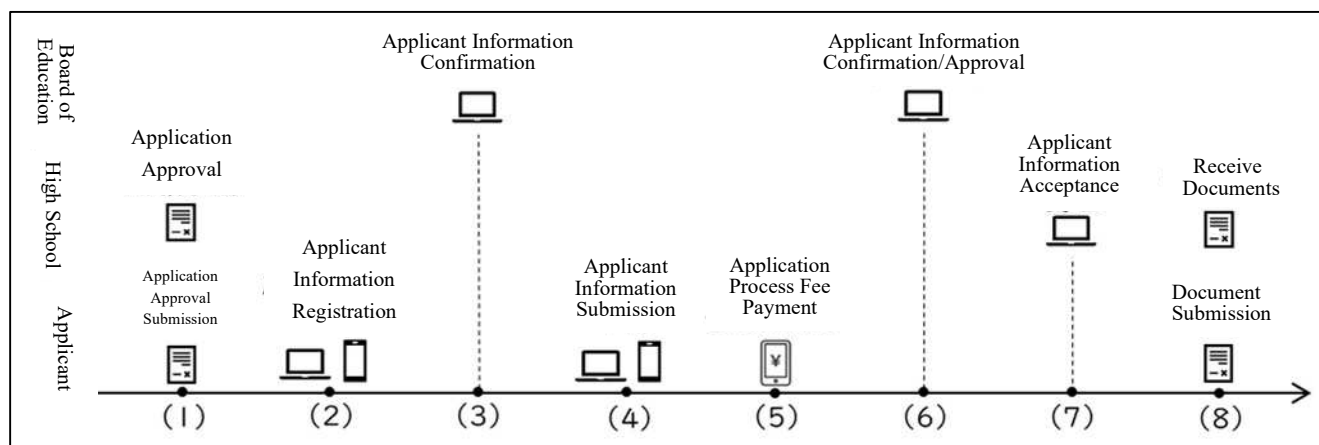 Board of
Education
High School
Applicant
Application
Approval
Application
Approval
Submission
Applicant
Information
Registration
Applicant Information
Confirmation
Applicant
Information
Submission
Application
Process Fee
Payment
¥
Applicant Information
Confirmation/Approval
Applicant
Information
Acceptance
Receive
Documents
Document
Submission
(1)
(2)
(3)
(4)
(5)
(6)
(7)
(8)